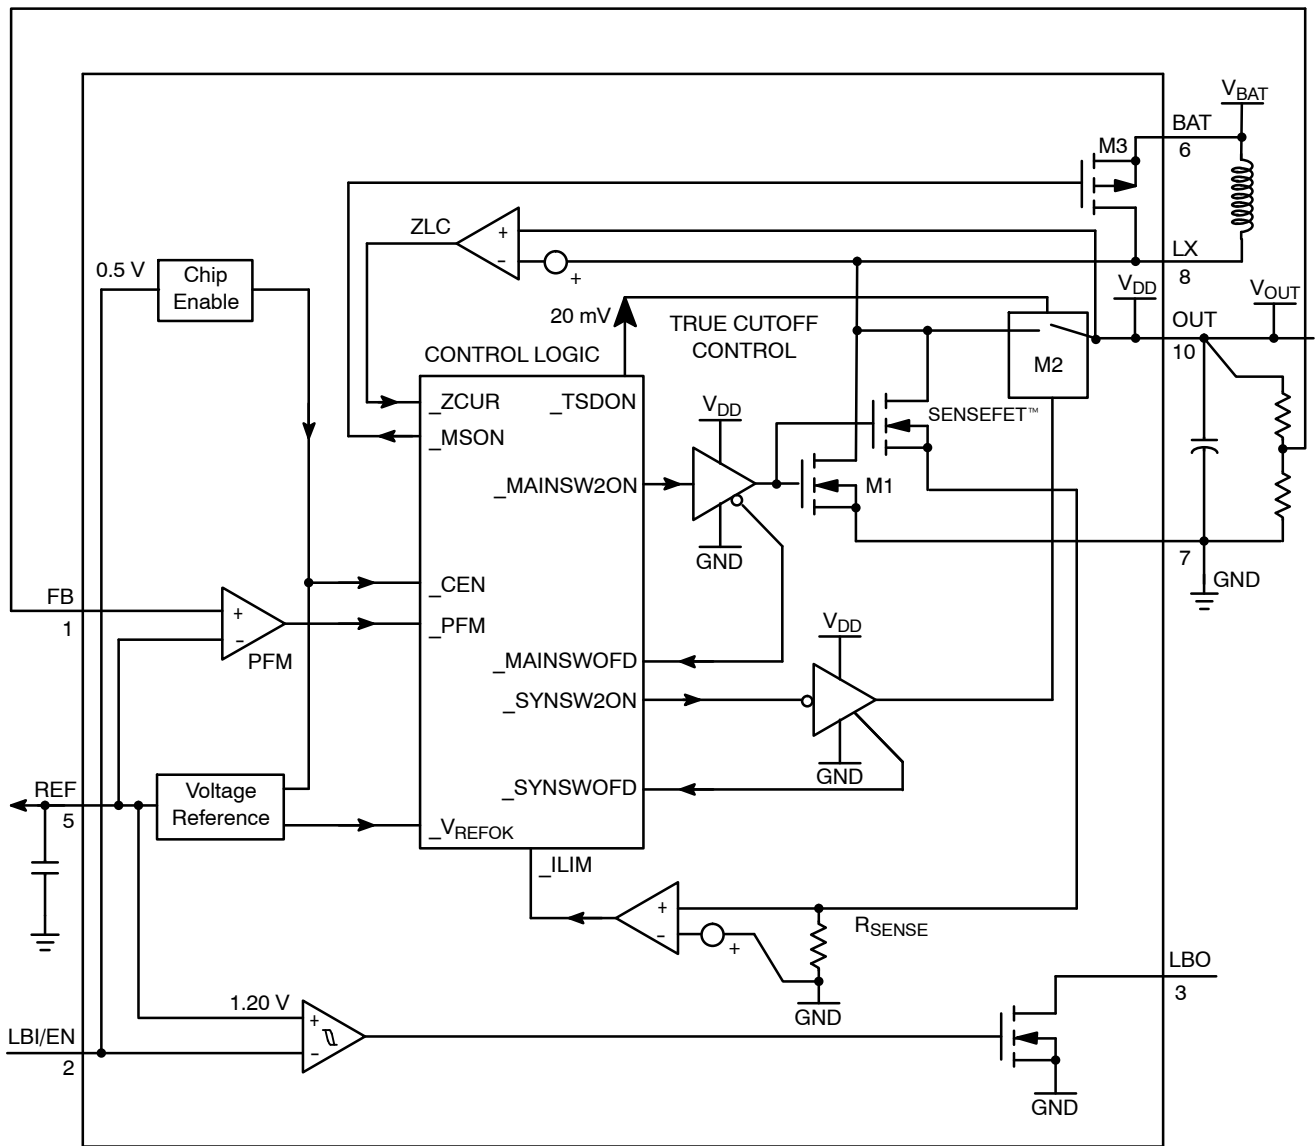 V_BAT
BAT
6
M3
ZLC
+
−
+
LX
8
0.5 V
Chip
Enable
V_DD
V_OUT
20 mV
TRUE CUTOFF
CONTROL
OUT
10
CONTROL LOGIC
M2
_ZCUR
_TSDON
V_DD
SENSEFET™
_MSON
_MAINSW2ON
M1
GND
7
GND
_CEN
FB
1
+
−
PFM
_PFM
V_DD
_MAINSWOFD
_SYNSW2ON
GND
REF
5
Voltage
Reference
_SYNSWOFD
_V_REFOK
_ILIM
+
−
+
R_SENSE
LBO
3
GND
1.20 V
+
−
LBI/EN
2
GND